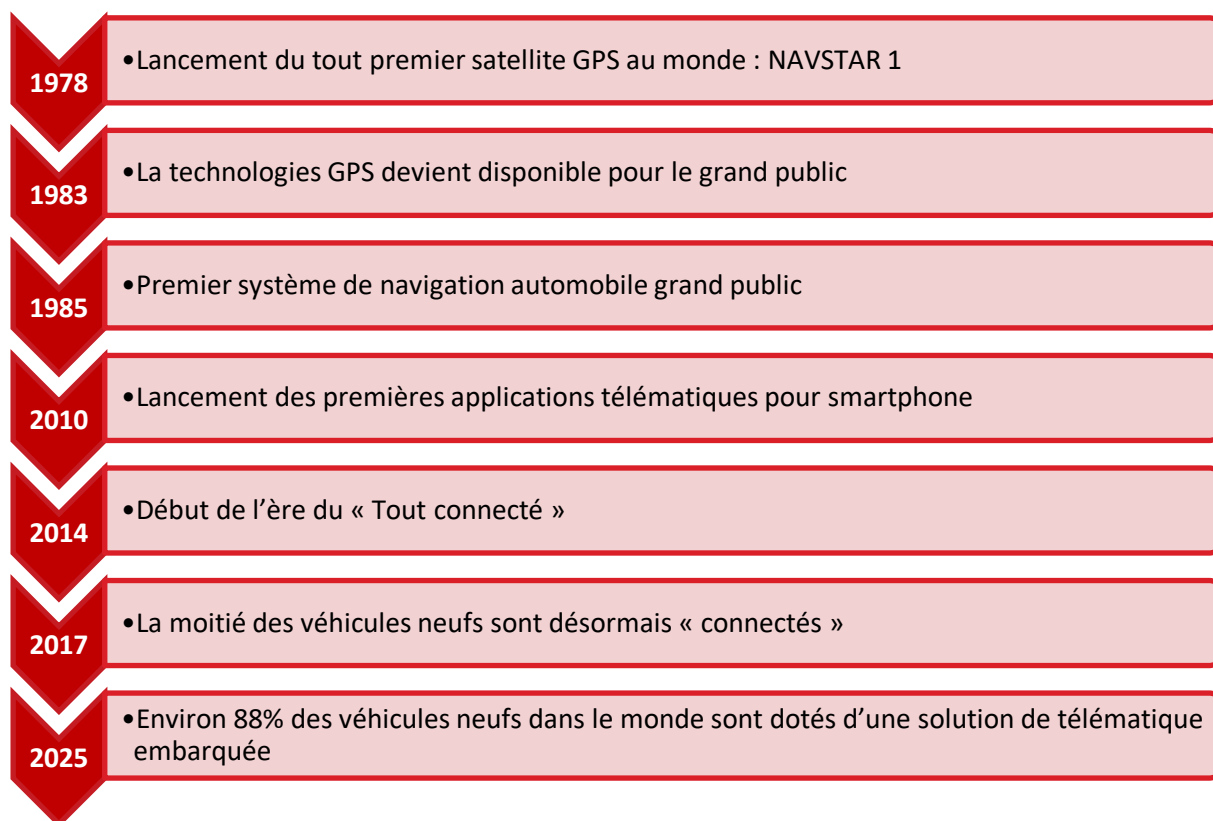 1978
•Lancement du tout premier satellite GPS au monde : NAVSTAR 1
1983
•La technologies GPS devient disponible pour le grand public
1985
•Premier système de navigation automobile grand public
2010
•Lancement des premières applications télématiques pour smartphone
2014
•Début de l’ère du « Tout connecté »
2017
•La moitié des véhicules neufs sont désormais « connectés »
2025
•Environ 88% des véhicules neufs dans le monde sont dotés d’une solution de télématique
embarquée